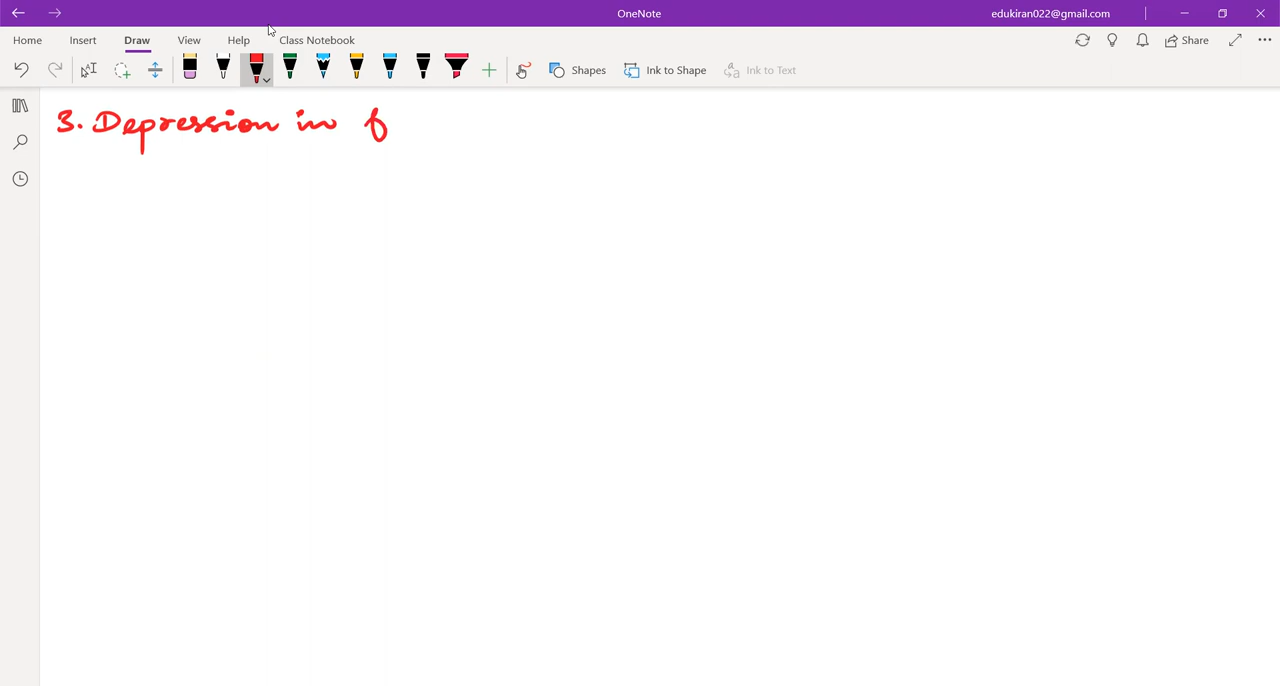 OneNote
edukiran022@gmail.com
Home Insert Draw View Help Class Notebook
Share
Shapes Ink to Shape Ink to Text
3. Depression in f